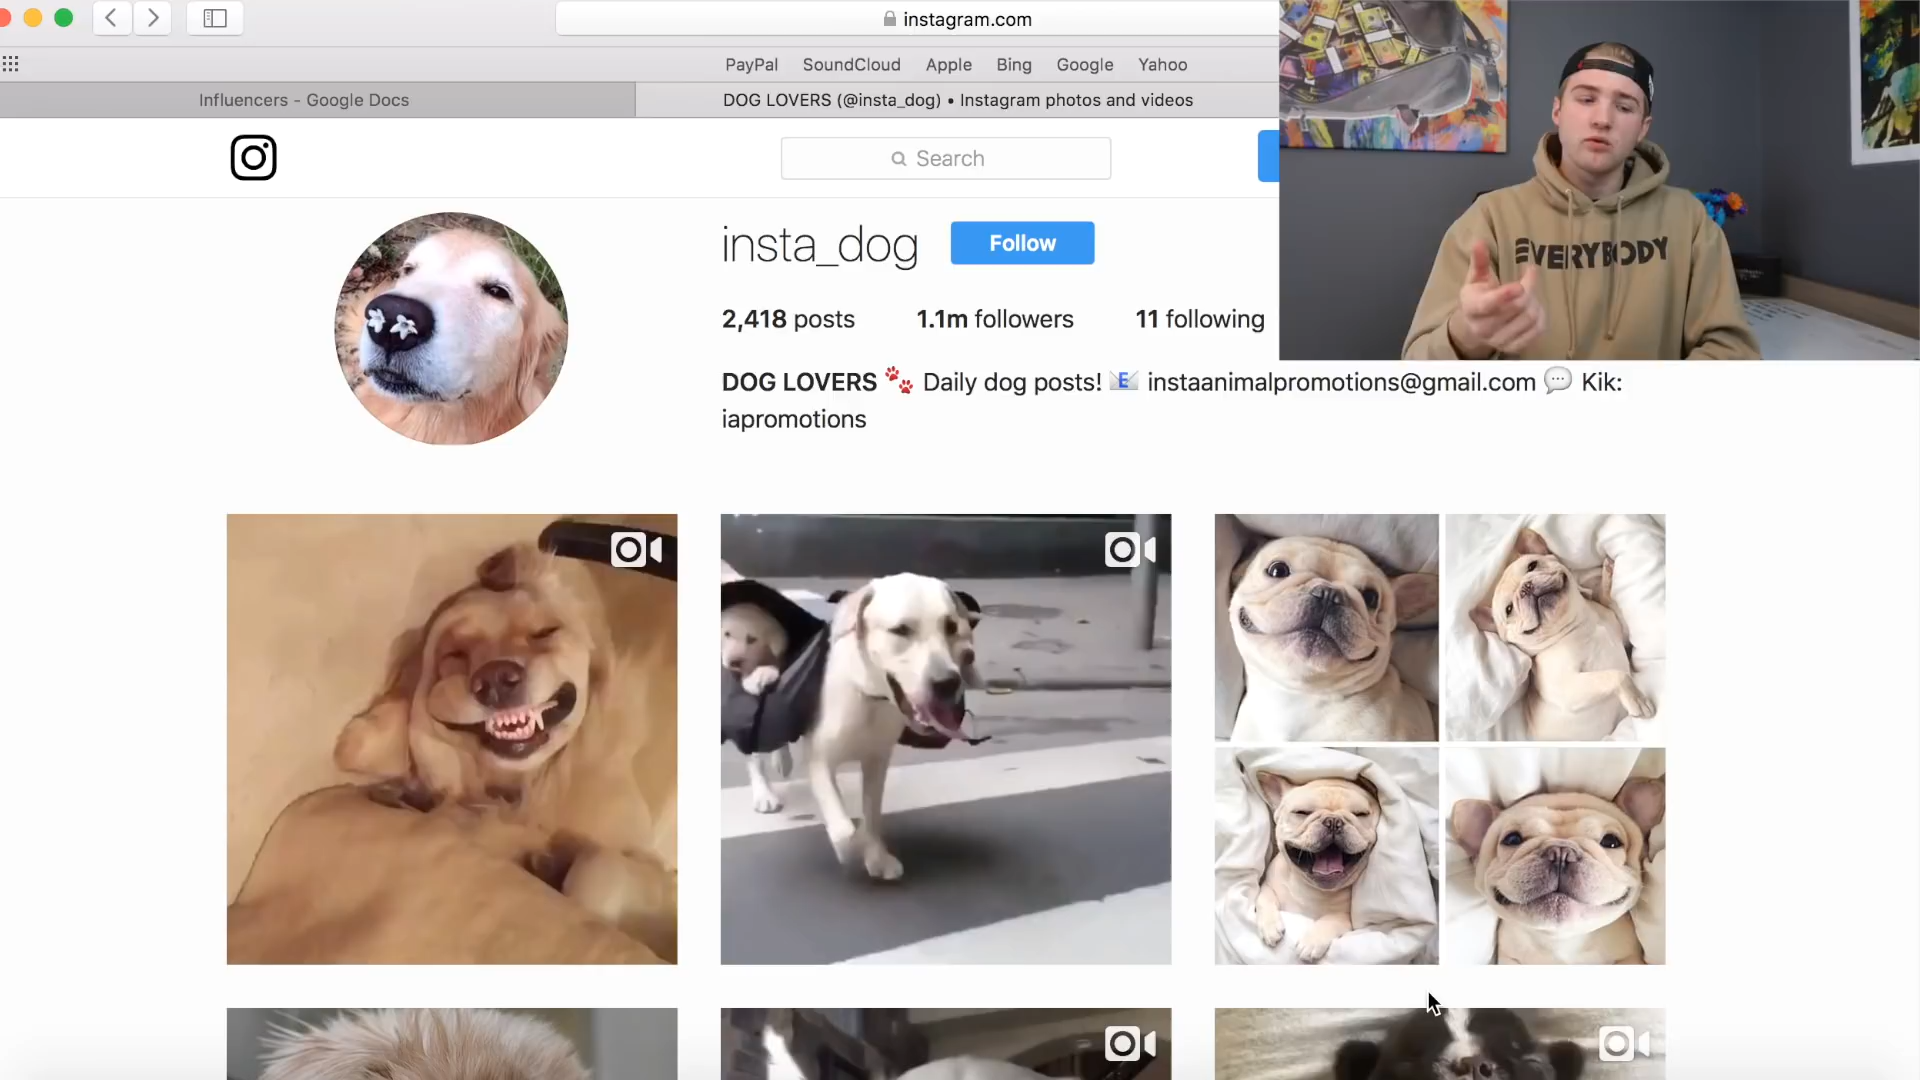 instagram.com
PayPal SoundCloud Apple Bing Google Yahoo
Influencers - Google Docs
DOG LOVERS (@insta_dog) • Instagram photos and videos
Search
insta_dog
Follow
2,418 posts 1.1m followers 11 following
DOG LOVERS 🐾 Daily dog posts! 📧 instaanimalpromotions@gmail.com 💬 Kik:
iapromotions
EVERYBODY